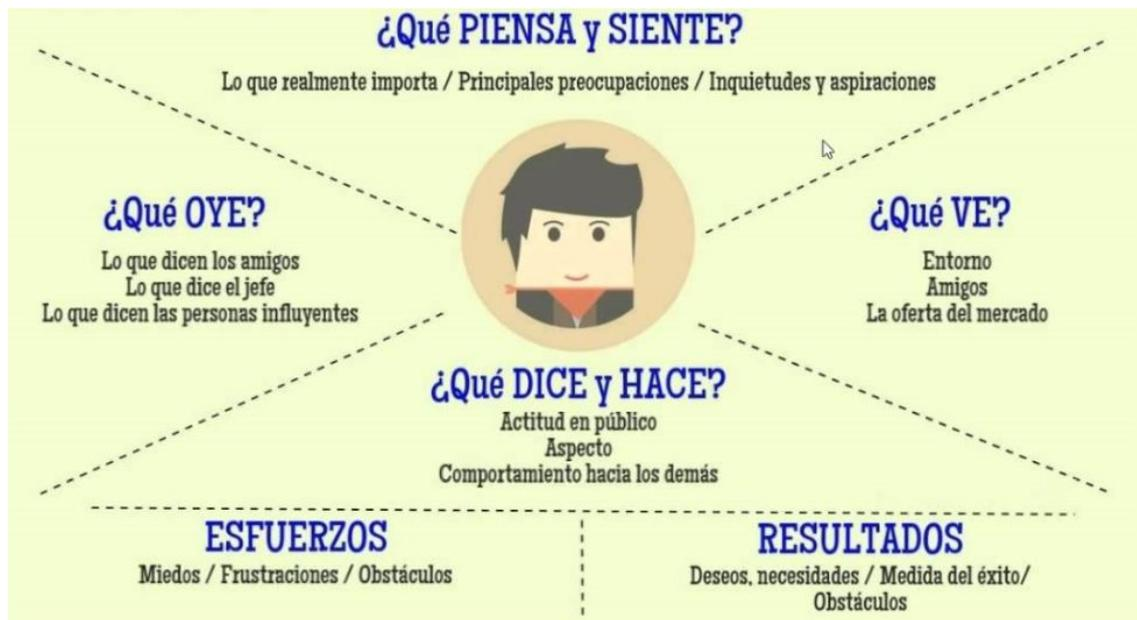 ¿Qué PIENSA y SIENTE?
Lo que realmente importa / Principales preocupaciones / Inquietudes y aspiraciones
¿Qué OYE?
Lo que dicen los amigos
Lo que dice el jefe
Lo que dicen las personas influyentes
¿Qué VE?
Entorno
Amigos
La oferta del mercado
¿Qué DICE y HACE?
Actitud en público
Aspecto
Comportamiento hacia los demás
ESFUERZOS
Miedos / Frustraciones / Obstáculos
RESULTADOS
Deseos, necesidades / Medida del éxito/
Obstáculos